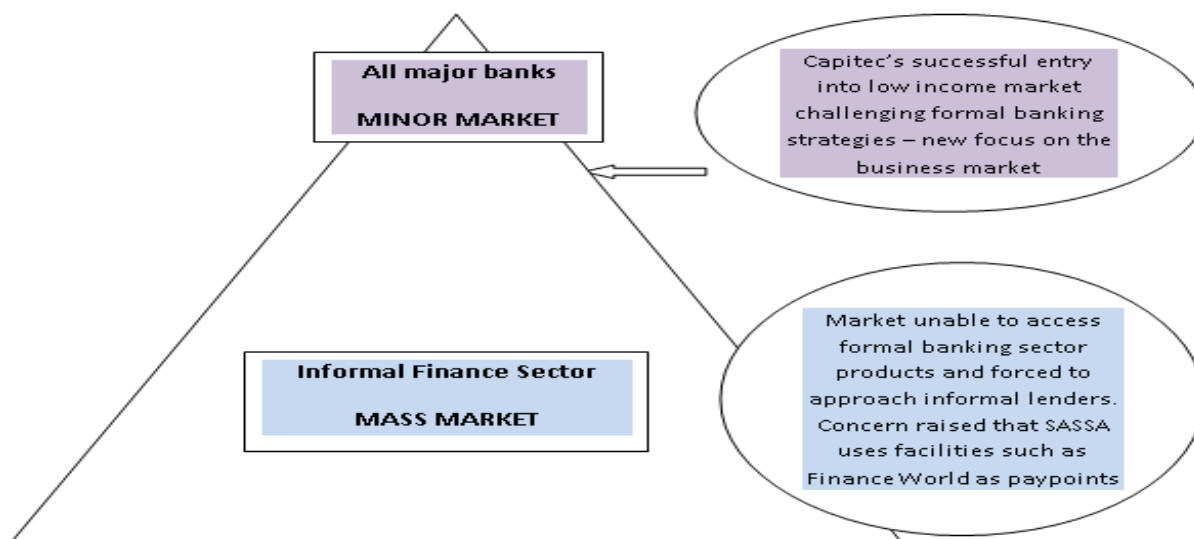 All major banks
MINOR MARKET
Capitec’s successful entry
into low income market
challenging formal banking
strategies – new focus on the
business market
Informal Finance Sector
MASS MARKET
Market unable to access
formal banking sector
products and forced to
approach informal lenders.
Concern raised that SASSA
uses facilities such as
Finance World as paypoints